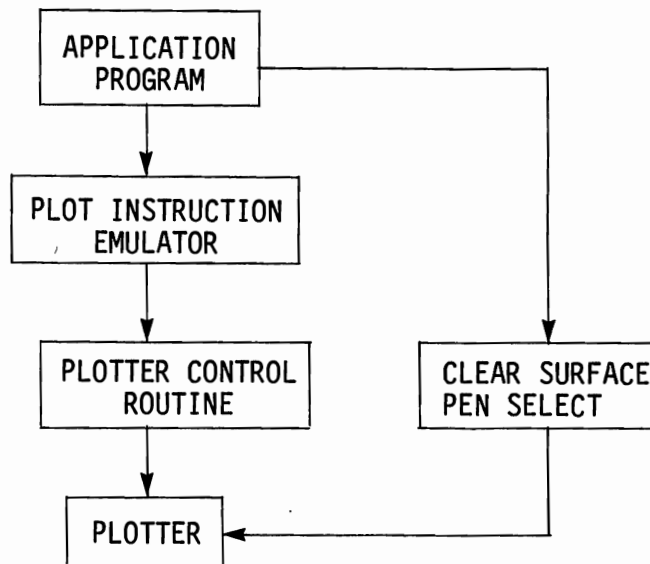 APPLICATION
PROGRAM
PLOT INSTRUCTION
EMULATOR
PLOTTER CONTROL
ROUTINE
CLEAR SURFACE
PEN SELECT
PLOTTER